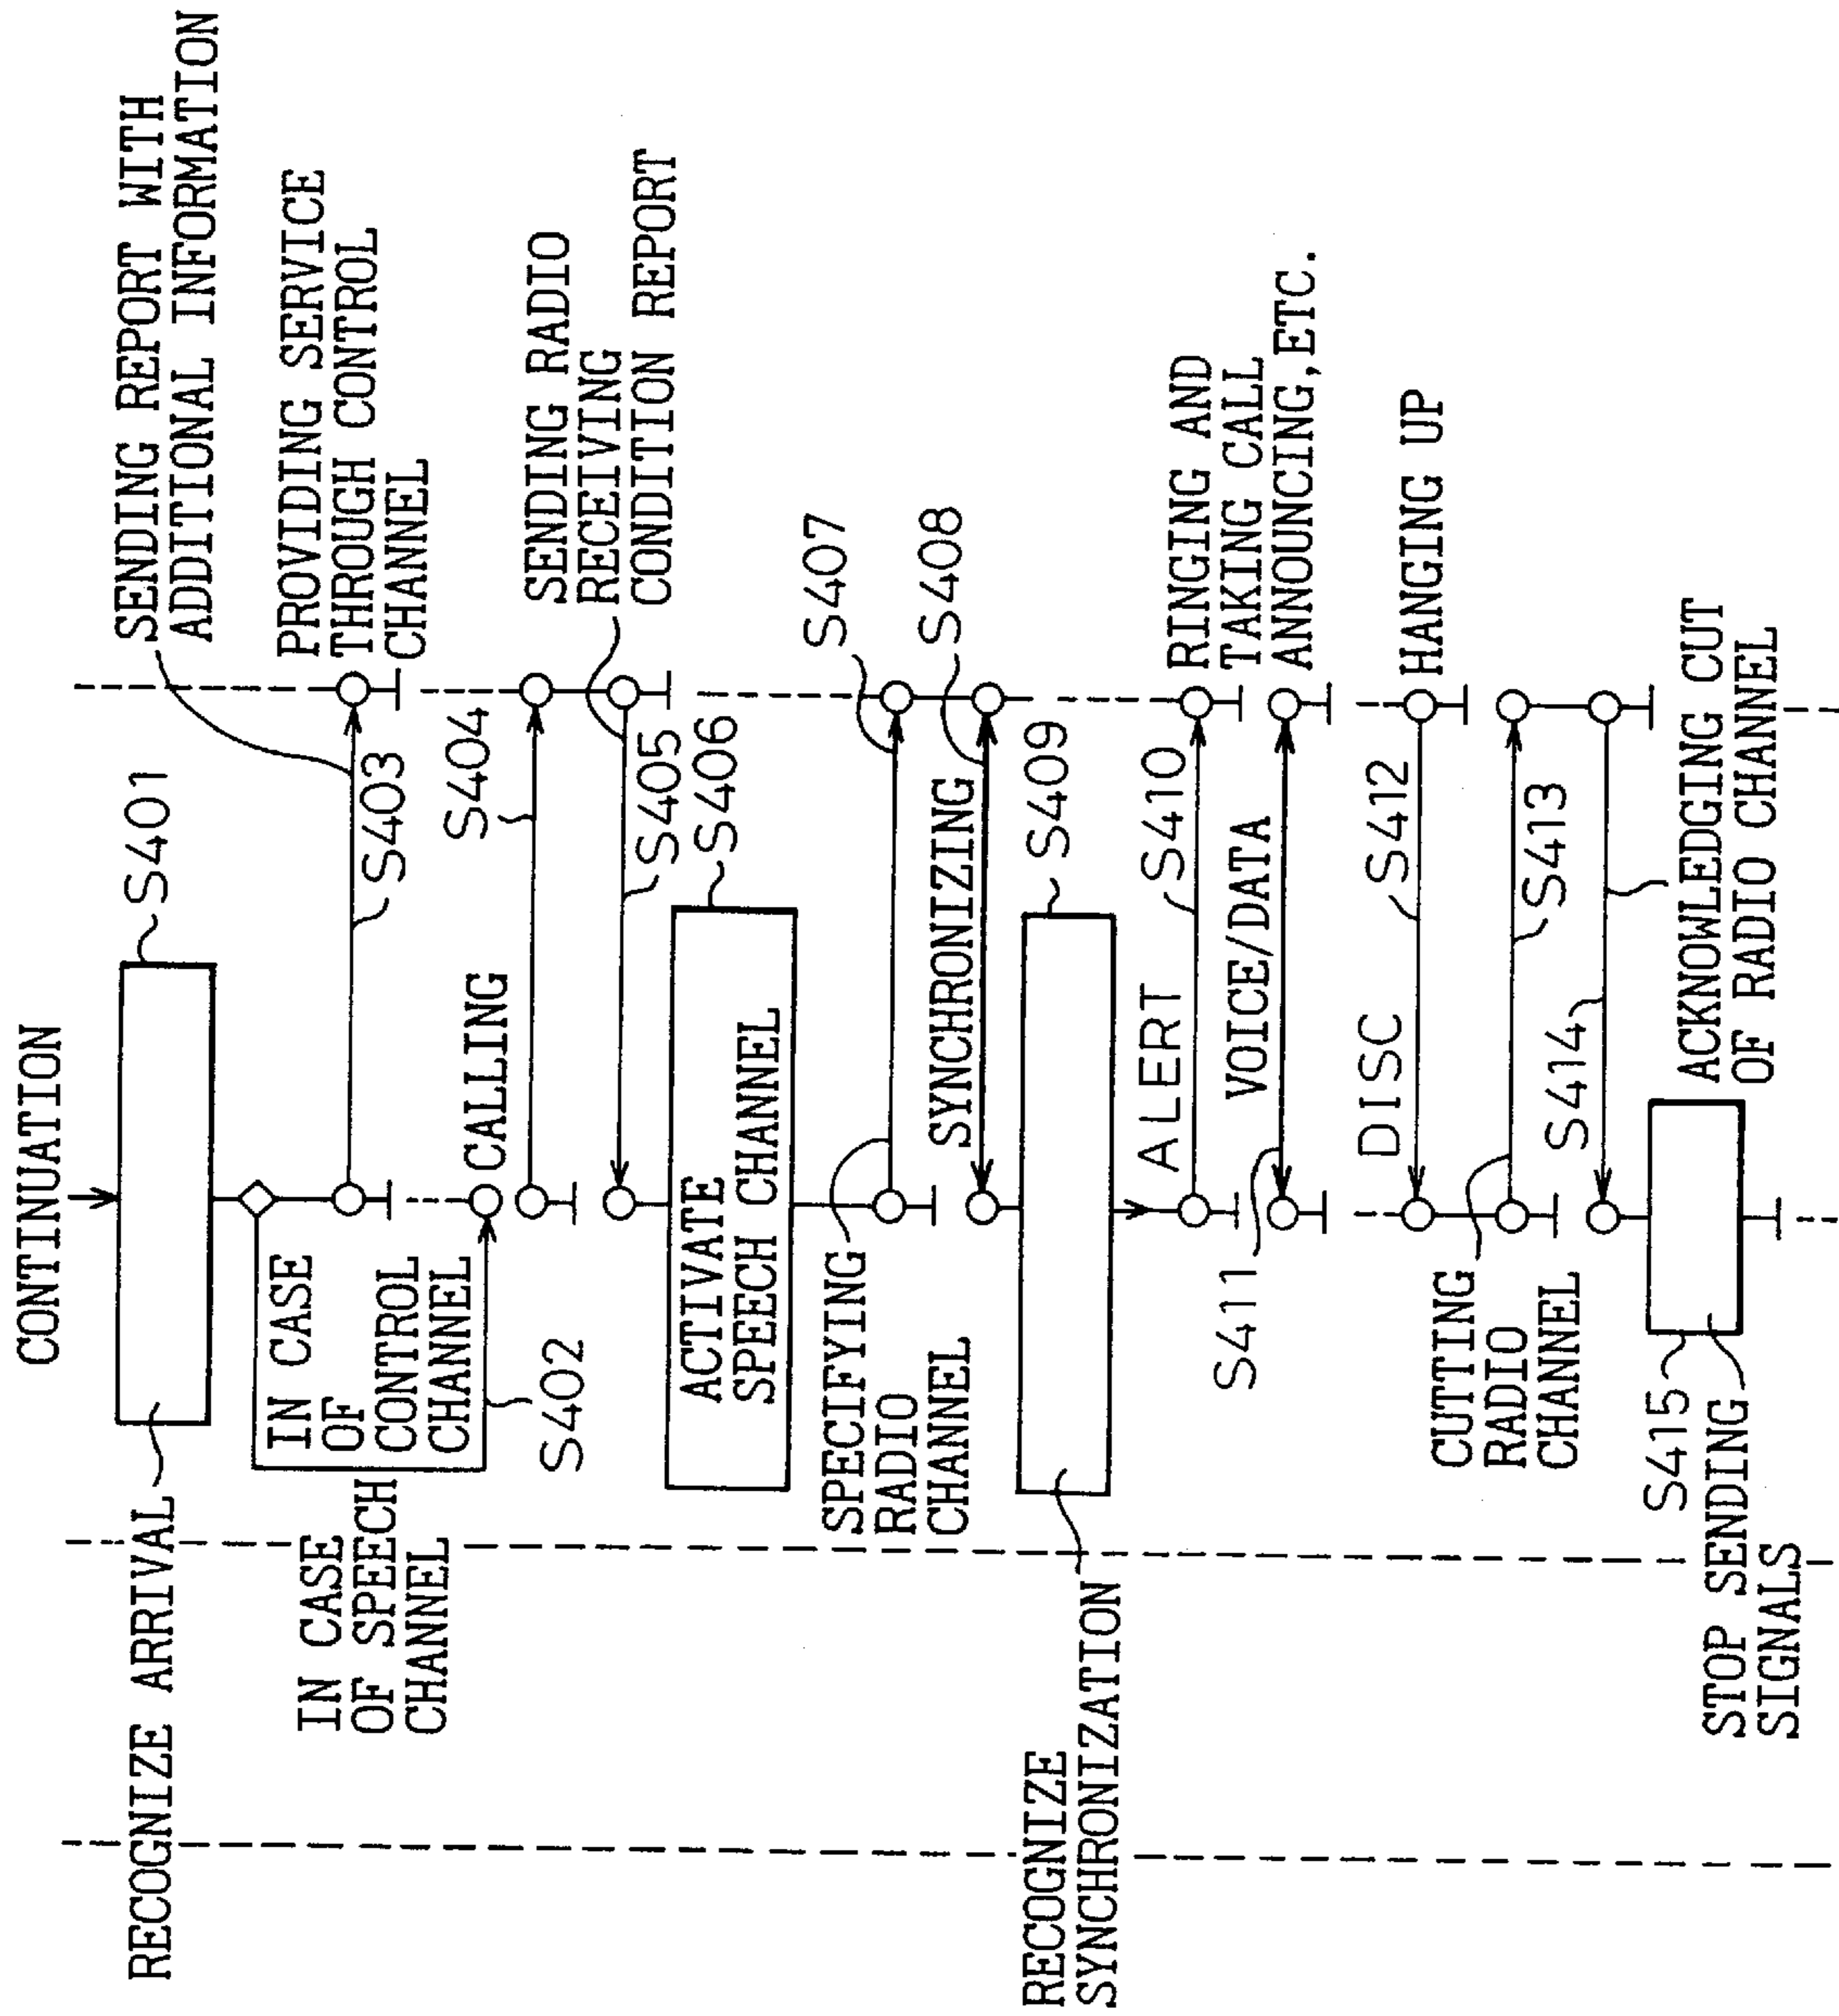 CONTINUATION
S401
RECOGNIZE ARRIVAL
SENDING REPORT WITH
ADDITIONAL INFORMATION
IN CASE
OF
CONTROL
CHANNEL
IN CASE
OF SPEECH
CHANNEL
S403
PROVIDING SERVICE
THROUGH CONTROL
CHANNEL
S402
CALLING
S404
SENDING RADIO
RECEIVING
CONDITION REPORT
S405
S406
ACTIVATE
SPEECH CHANNEL
SPECIFYING
RADIO
CHANNEL
S407
SYNCHRONIZING
S408
S409
RECOGNIZE
SYNCHRONIZATION
ALERT
S410
RINGING AND
TAKING CALL
S411
VOICE/DATA
ANNOUNCING,ETC.
DISC
S412
HANGING UP
CUTTING
RADIO
CHANNEL
S413
S414
ACKNOWLEDGING CUT
OF RADIO CHANNEL
S415
STOP SENDING
SIGNALS